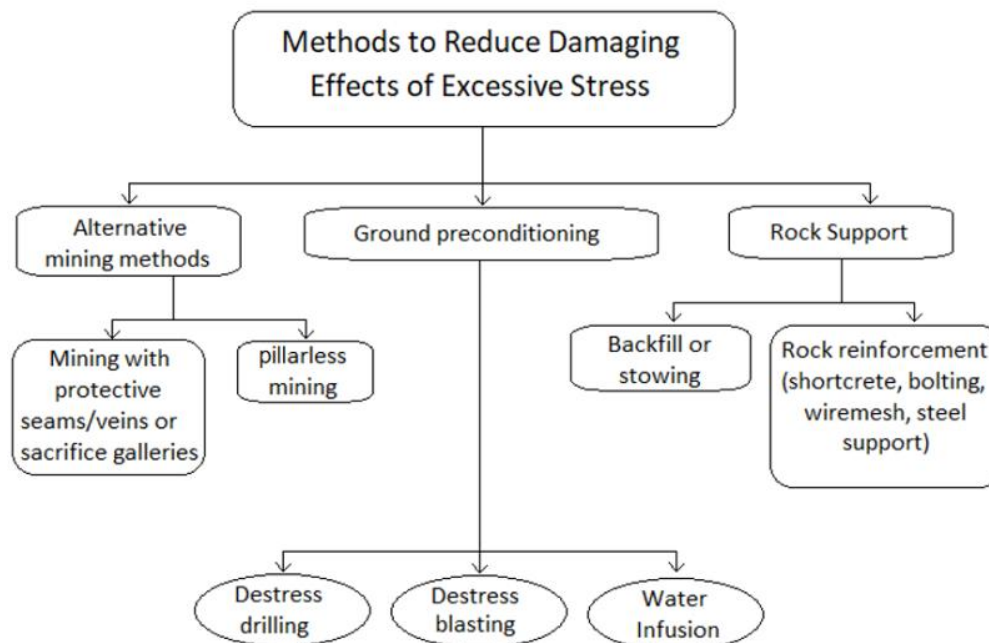 Methods to Reduce Damaging
Effects of Excessive Stress
Alternative
mining methods
Ground preconditioning
Rock Support
Mining with
protective
seams/veins or
sacrifice galleries
pillarless
mining
Backfill or
stowing
Rock reinforcement
(shortcrete, bolting,
wiremesh, steel
support)
Destress
drilling
Destress
blasting
Water
Infusion